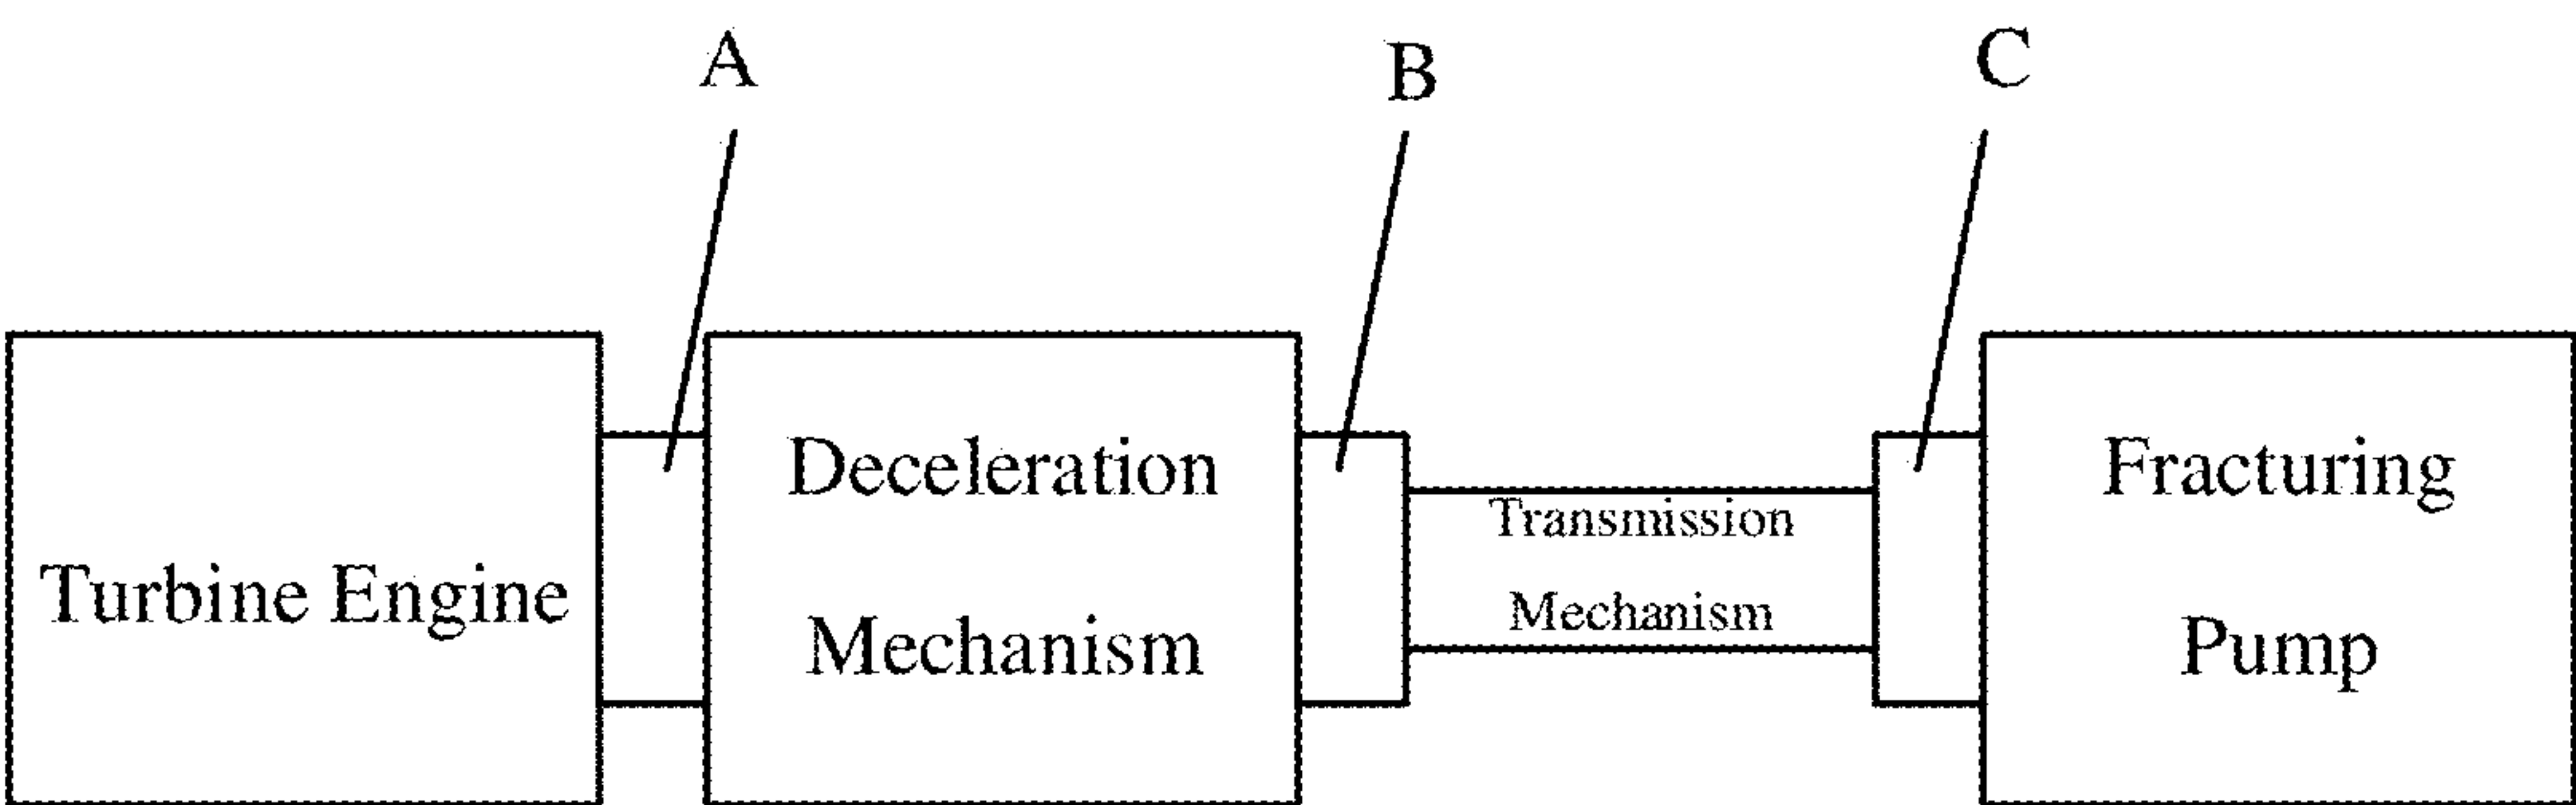 A
B
C
Turbine Engine
Deceleration
Mechanism
Transmission
Mechanism
Fracturing
Pump